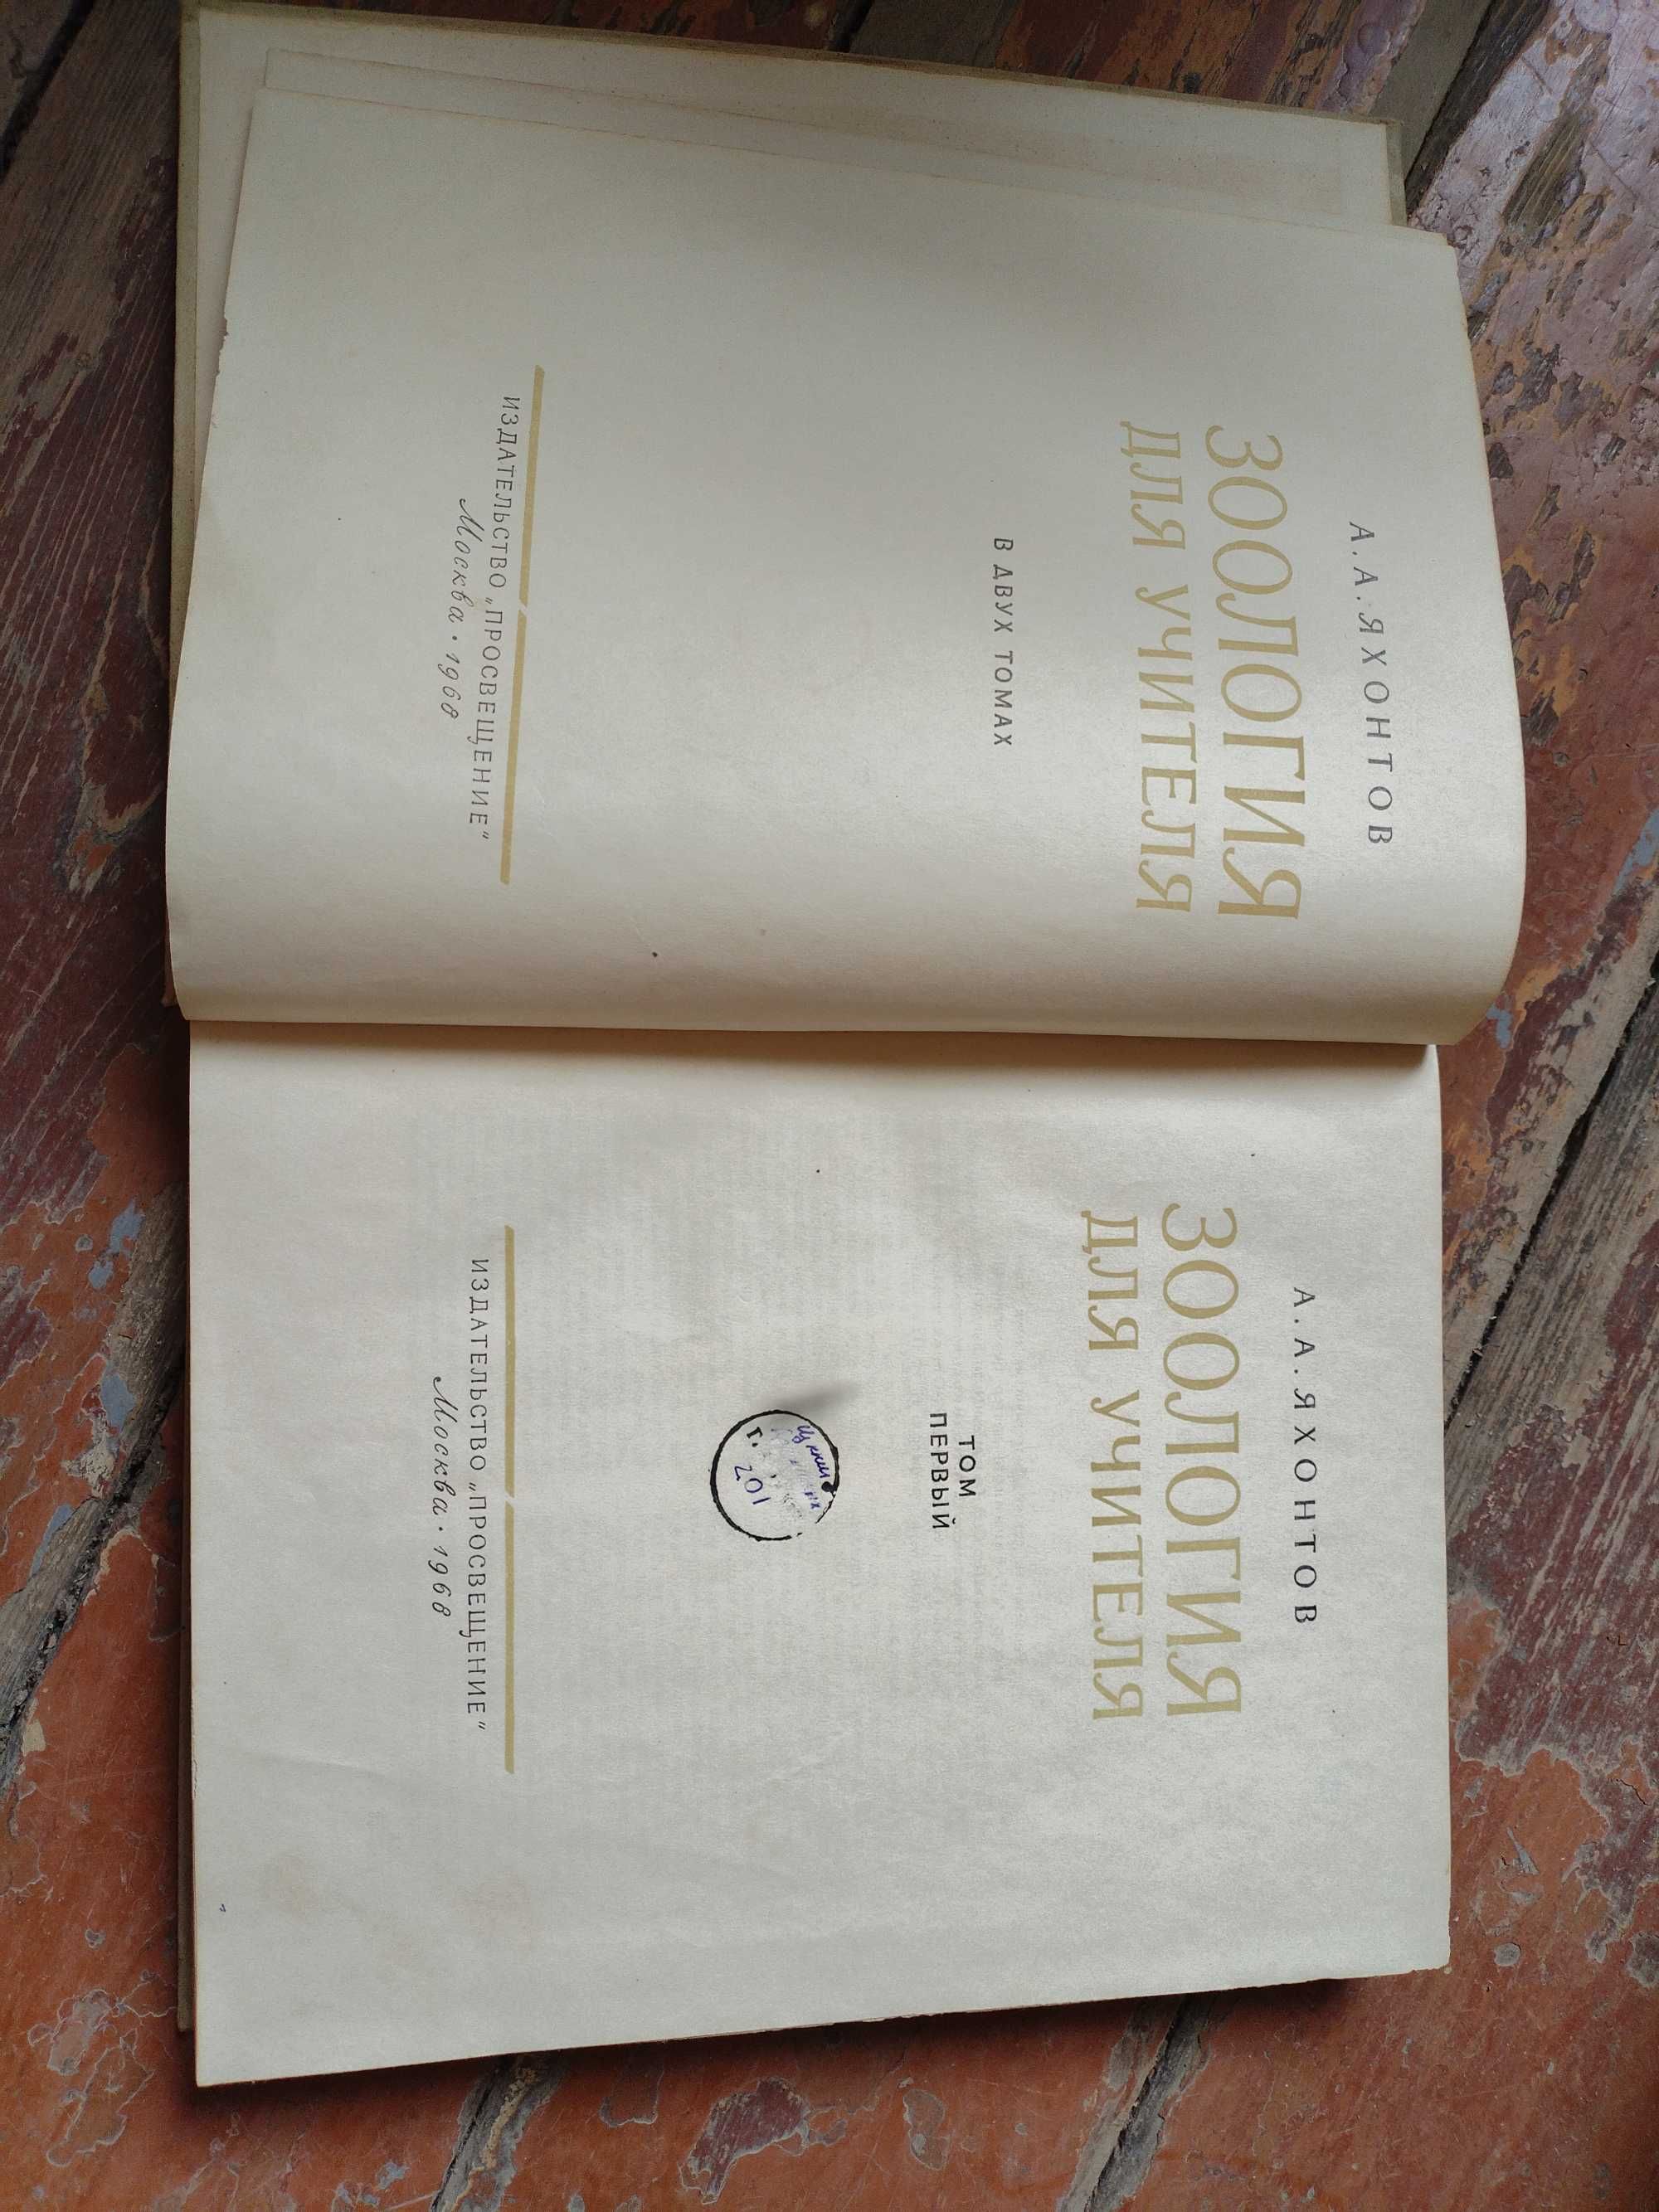 А. А. ЯХОНТОВ
ЗООЛОГИЯ
ДЛЯ УЧИТЕЛЯ
В ДВУХ ТОМАХ
ИЗДАТЕЛЬСТВО „ПРОСВЕЩЕНИЕ“
Москва · 1968
А. А. ЯХОНТОВ
ЗООЛОГИЯ
ДЛЯ УЧИТЕЛЯ
ТОМ
ПЕРВЫЙ
г. 201
ИЗДАТЕЛЬСТВО „ПРОСВЕЩЕНИЕ“
Москва · 1968